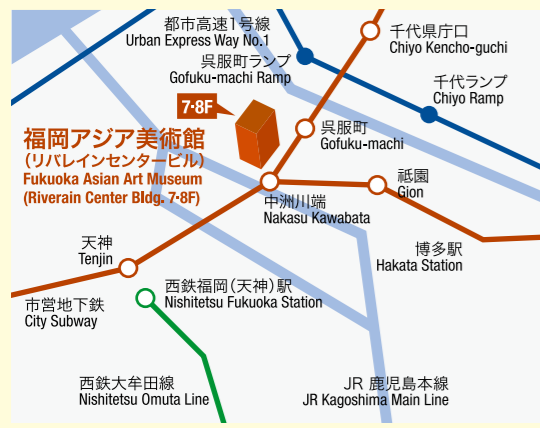 都市高速1号線
Urban Express Way No.1
千代県庁口
Chiyo Kencho-guchi
呉服町ランプ
Gofuku-machi Ramp
千代ランプ
Chiyo Ramp
7･8F
呉服町
Gofuku-machi
福岡アジア美術館
(リバレインセンタービル)
Fukuoka Asian Art Museum
(Riverain Center Bldg. 7･8F)
祗園
Gion
中洲川端
Nakasu Kawabata
天神
Tenjin
博多駅
Hakata Station
西鉄福岡(天神)駅
Nishitetsu Fukuoka Station
市営地下鉄
City Subway
西鉄大牟田線
Nishitetsu Omuta Line
JR 鹿児島本線
JR Kagoshima Main Line